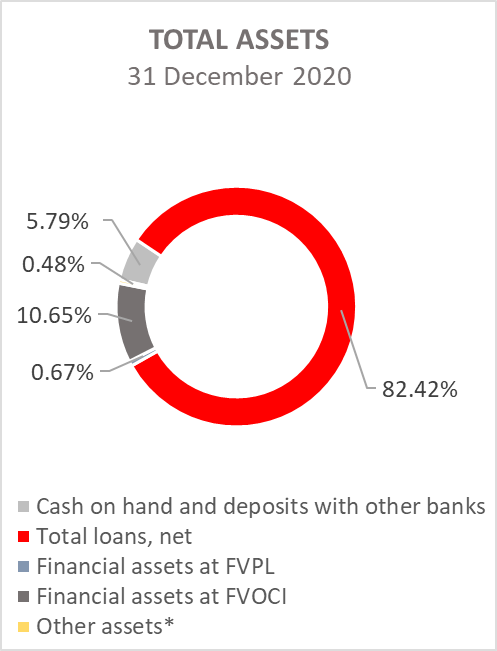 TOTAL ASSETS
31 December 2020
5.79%
0.48%
10.65%
0.67%
82.42%
Cash on hand and deposits with other banks
Total loans, net
Financial assets at FVPL
Financial assets at FVOCI
Other assets*